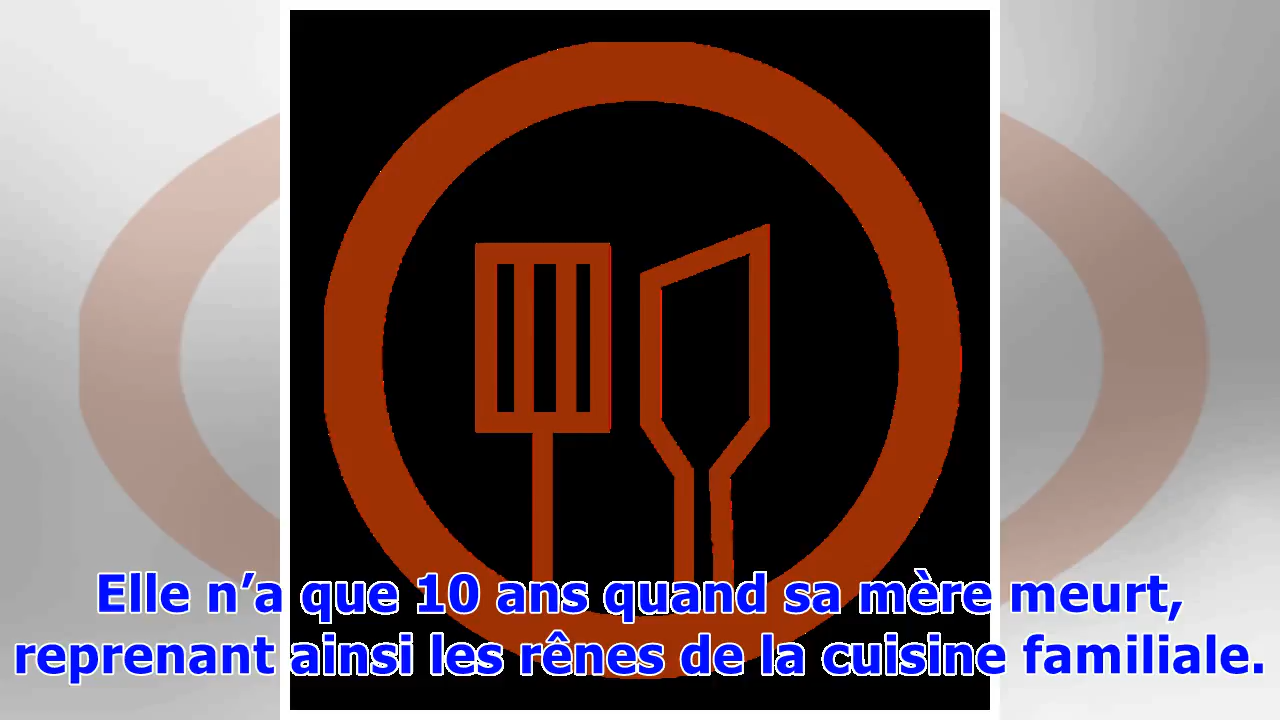 Elle n’a que 10 ans quand sa mère meurt,
reprenant ainsi les rênes de la cuisine familiale.